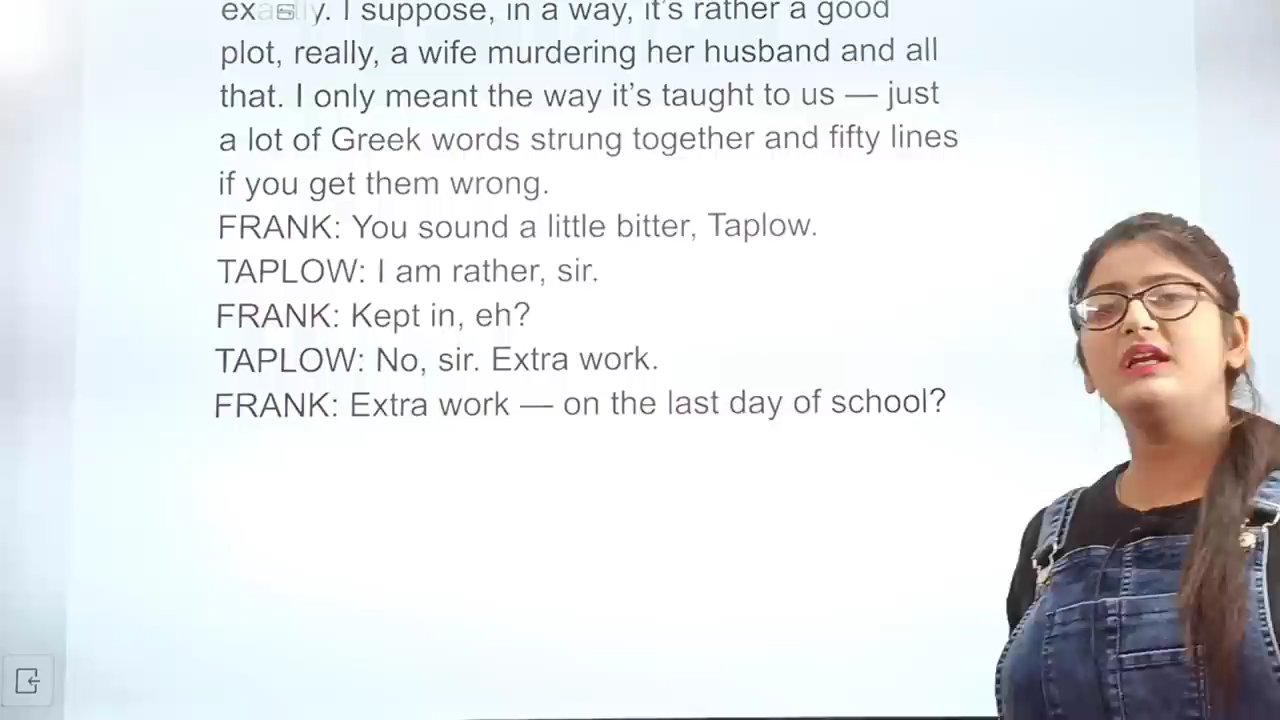 I suppose, in a way, it's rather a good
plot, really, a wife murdering her husband and all
that. I only meant the way it's taught to us — just
a lot of Greek words strung together and fifty lines
if you get them wrong.
FRANK: You sound a little bitter, Taplow.
TAPLOW: I am rather, sir.
FRANK: Kept in, eh?
TAPLOW: No, sir. Extra work.
FRANK: Extra work — on the last day of school?